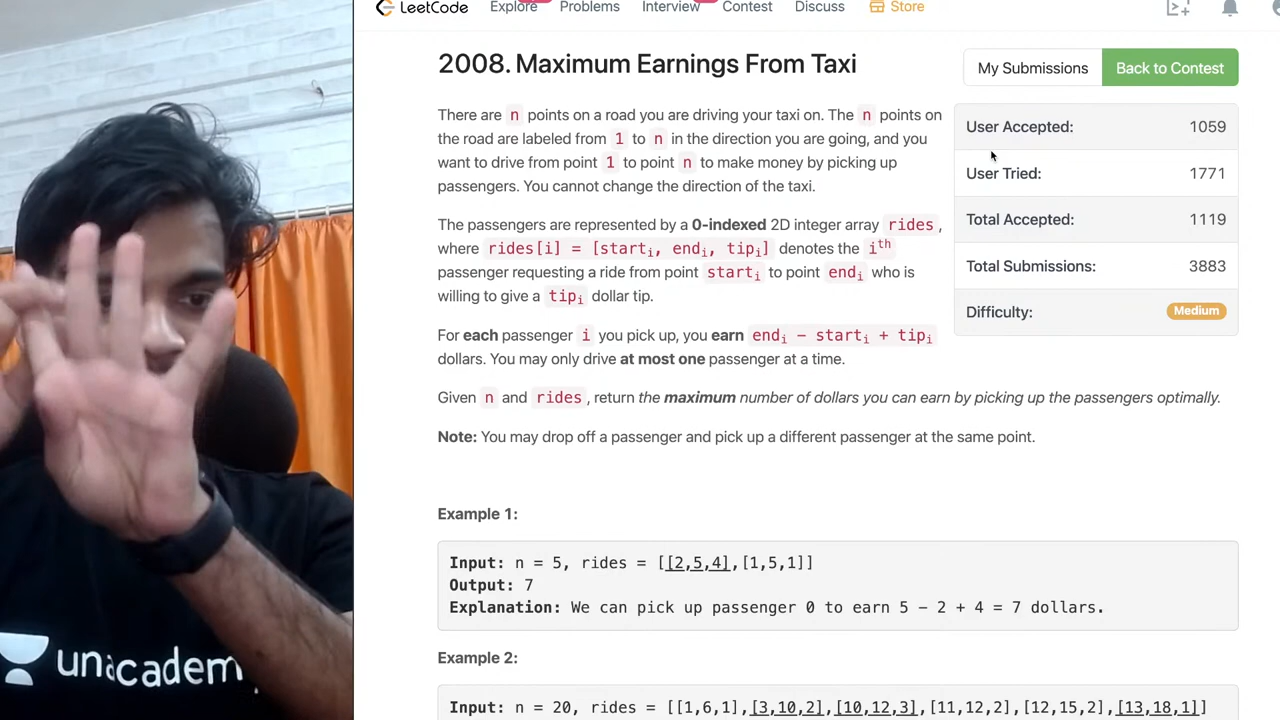 LeetCode Explore Problems Interview Contest Discuss Store
2008. Maximum Earnings From Taxi
My Submissions Back to Contest
There are n points on a road you are driving your taxi on. The n points
on the road are labeled from 1 to n in the direction you are going, and you
want to drive from point 1 to point n to make money by picking up
passengers. You cannot change the direction of the taxi.
User Accepted: 1059
User Tried: 1771
Total Accepted: 1119
Total Submissions: 3883
Difficulty: Medium
The passengers are represented by a 0-indexed 2D integer array rides,
where rides[i] = [starti, endi, tipi] denotes the ith
passenger requesting a ride from point starti to point endi who is
willing to give a tipi dollar tip.
For each passenger i you pick up, you earn endi - starti + tipi
dollars. You may only drive at most one passenger at a time.
Given n and rides, return the maximum number of dollars you can earn by picking up the passengers optimally.
Note: You may drop off a passenger and pick up a different passenger at the same point.
Example 1:
Input: n = 5, rides = [[2,5,4],[1,5,1]]
Output: 7
Explanation: We can pick up passenger 0 to earn 5 - 2 + 4 = 7 dollars.
Example 2:
Input: n = 20, rides = [[1,6,1],[3,10,2],[10,12,3],[11,12,2],[12,15,2],[13,18,1]]
unacadem